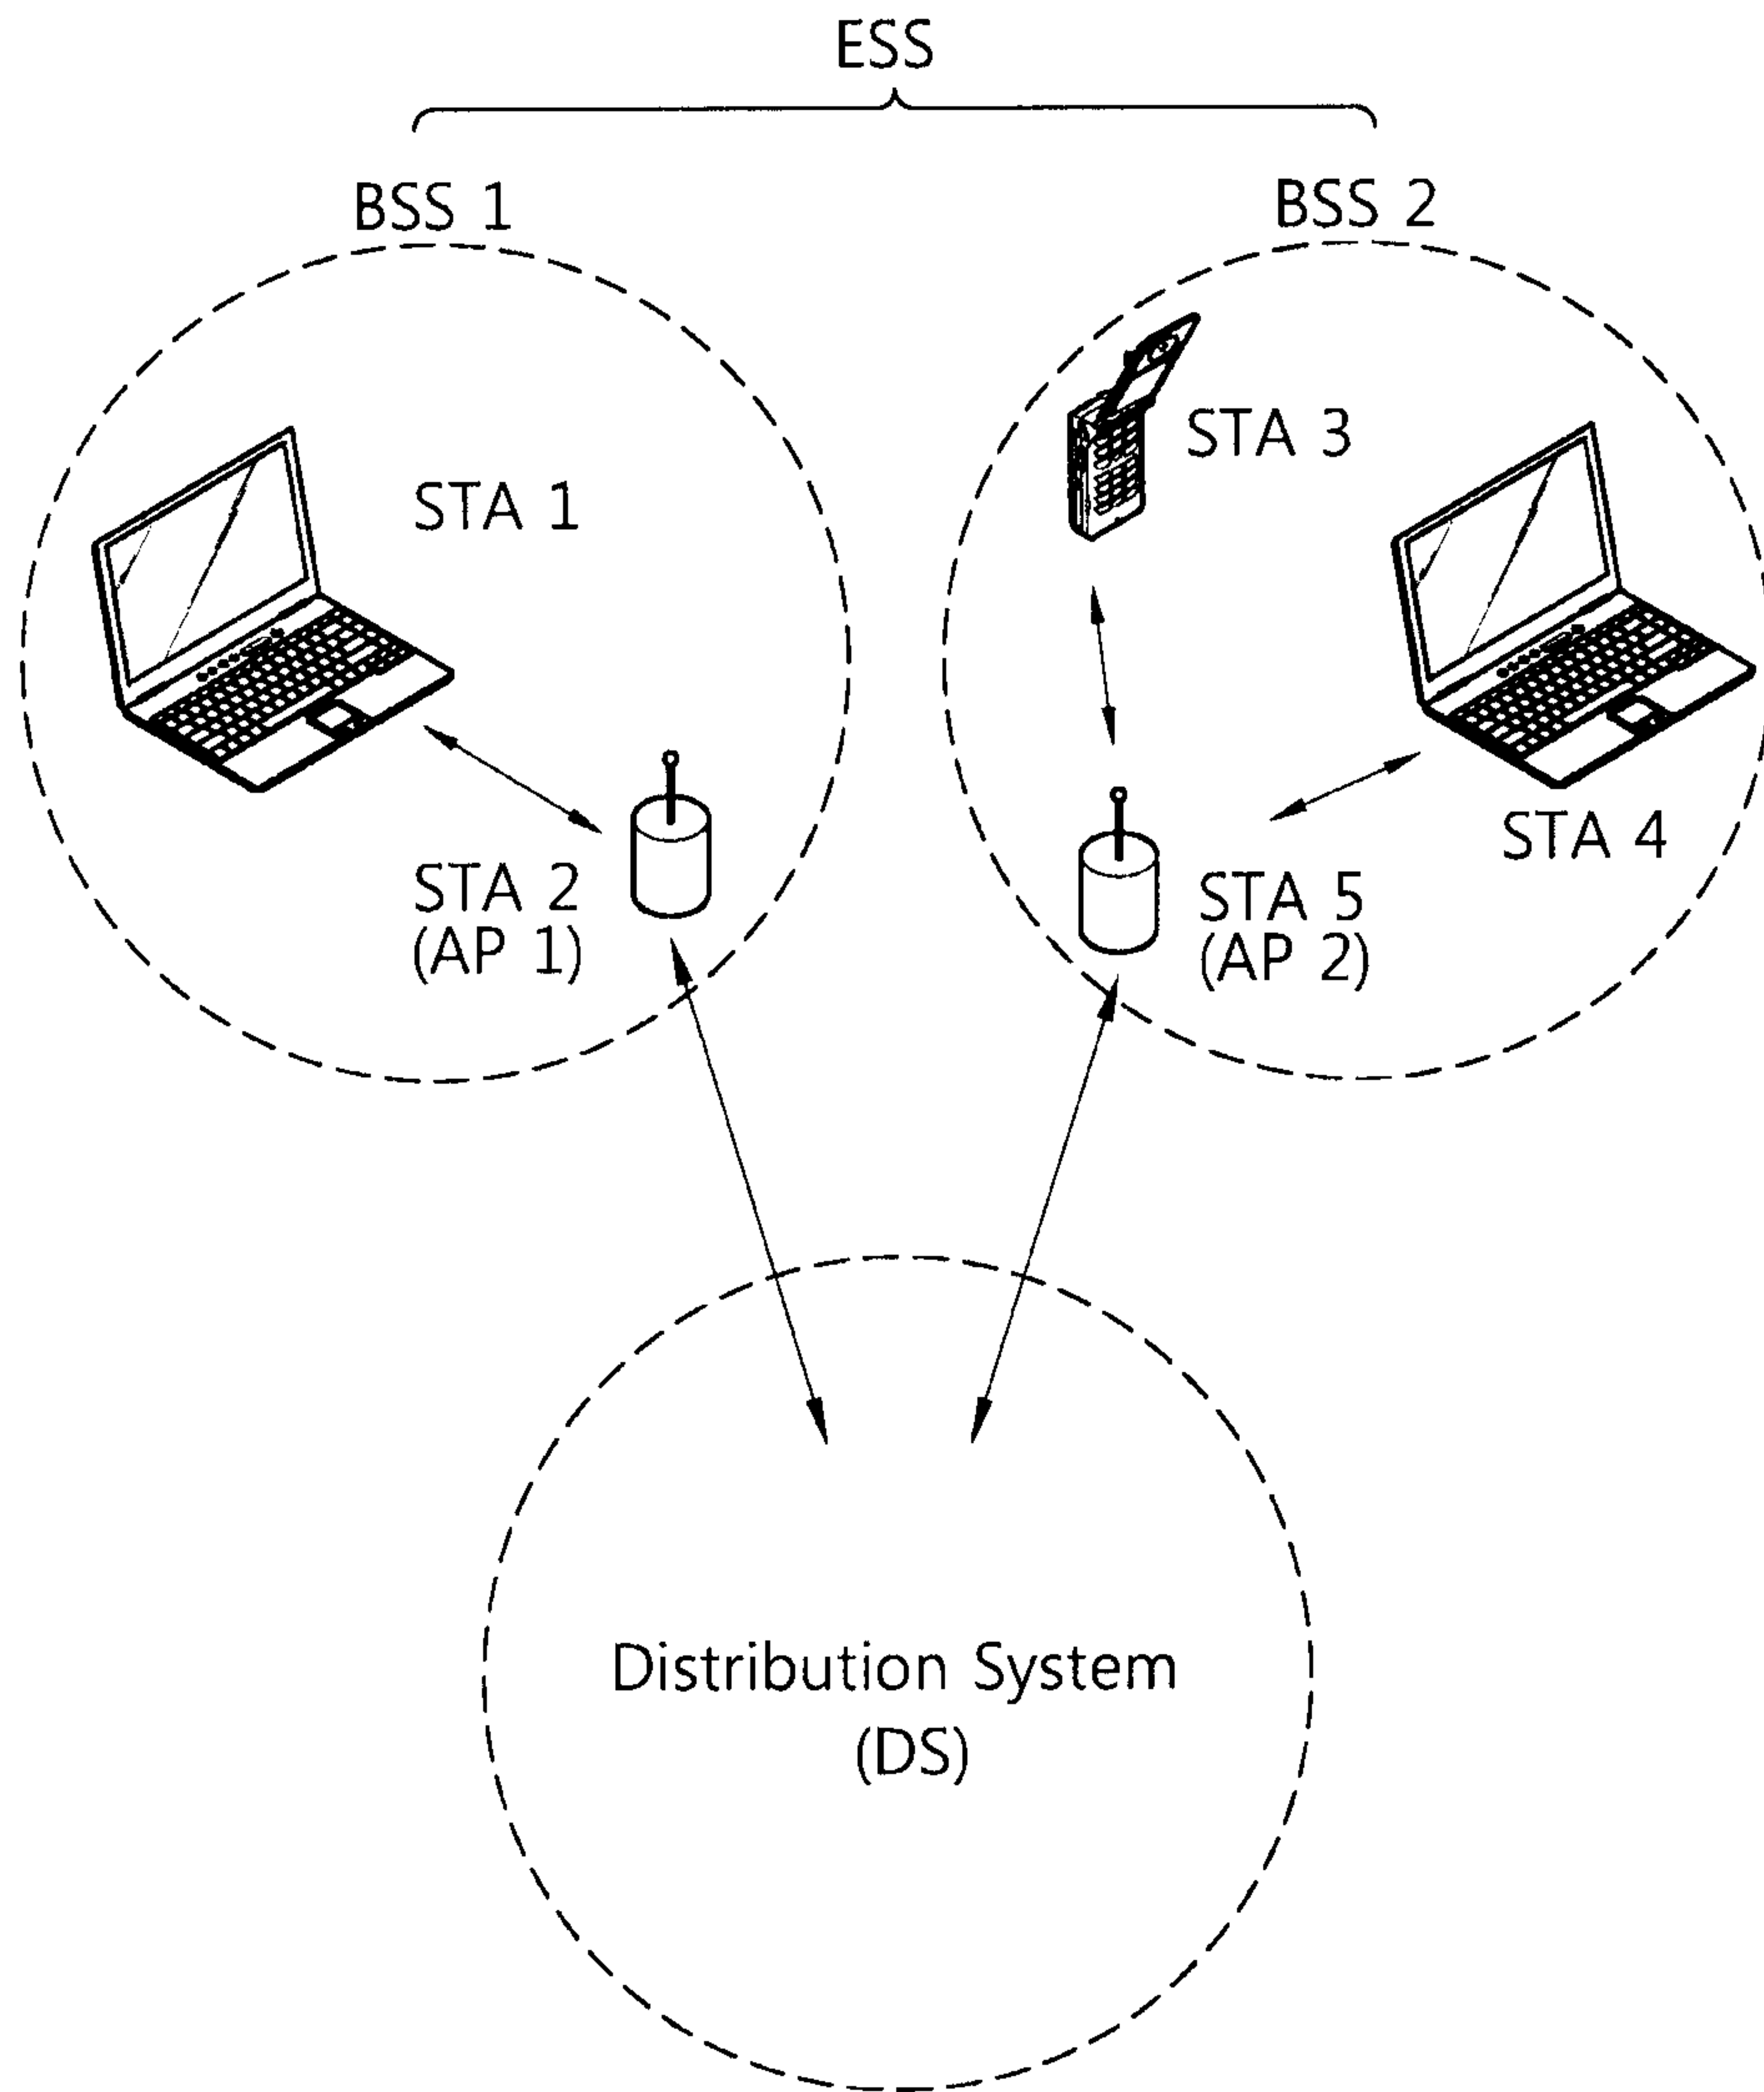 ESS
BSS 1
BSS 2
STA 1
STA 3
STA 4
STA 2
(AP 1)
STA 5
(AP 2)
Distribution System
(DS)